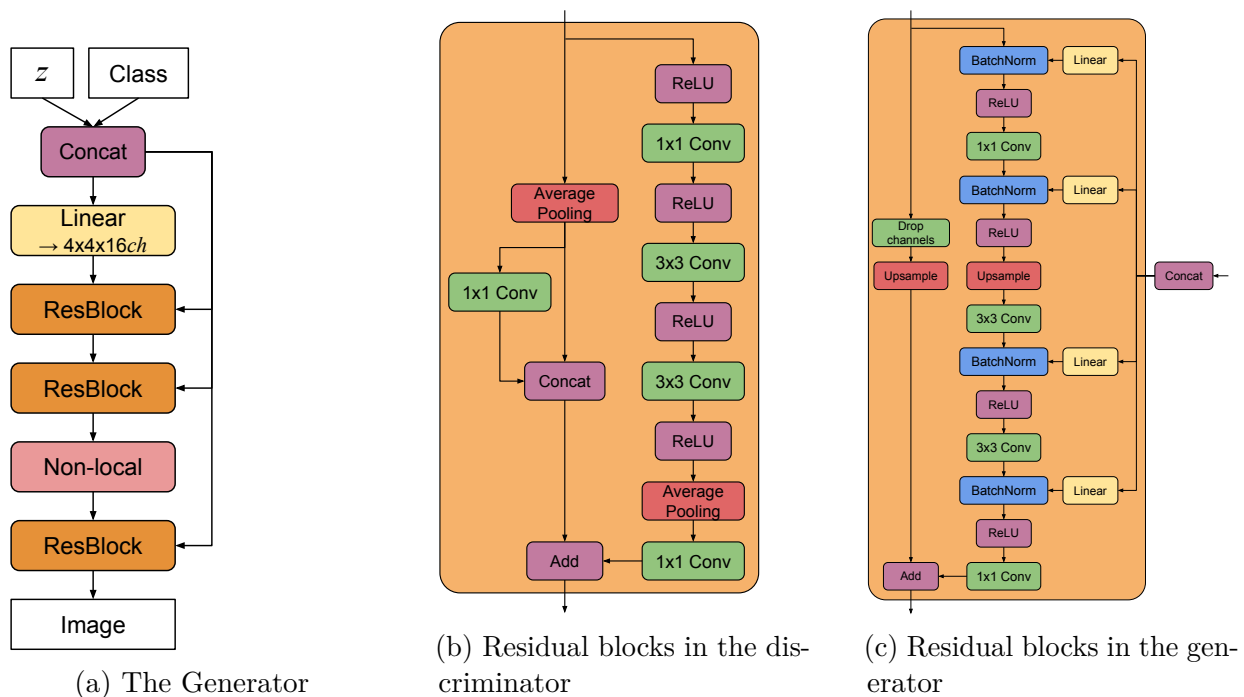 z
Class
Concat
Linear
→ 4x4x16ch
ResBlock
ResBlock
Non-local
ResBlock
Image
(a) The Generator
ReLU
1x1 Conv
Average
Pooling
ReLU
3x3 Conv
1x1 Conv
ReLU
Concat
3x3 Conv
ReLU
Average
Pooling
Add
1x1 Conv
(b) Residual blocks in the dis-
criminator
BatchNorm
Linear
ReLU
1x1 Conv
BatchNorm
Linear
Drop
channels
ReLU
Upsample
Upsample
Concat
3x3 Conv
BatchNorm
Linear
ReLU
3x3 Conv
BatchNorm
Linear
ReLU
Add
1x1 Conv
(c) Residual blocks in the gen-
erator